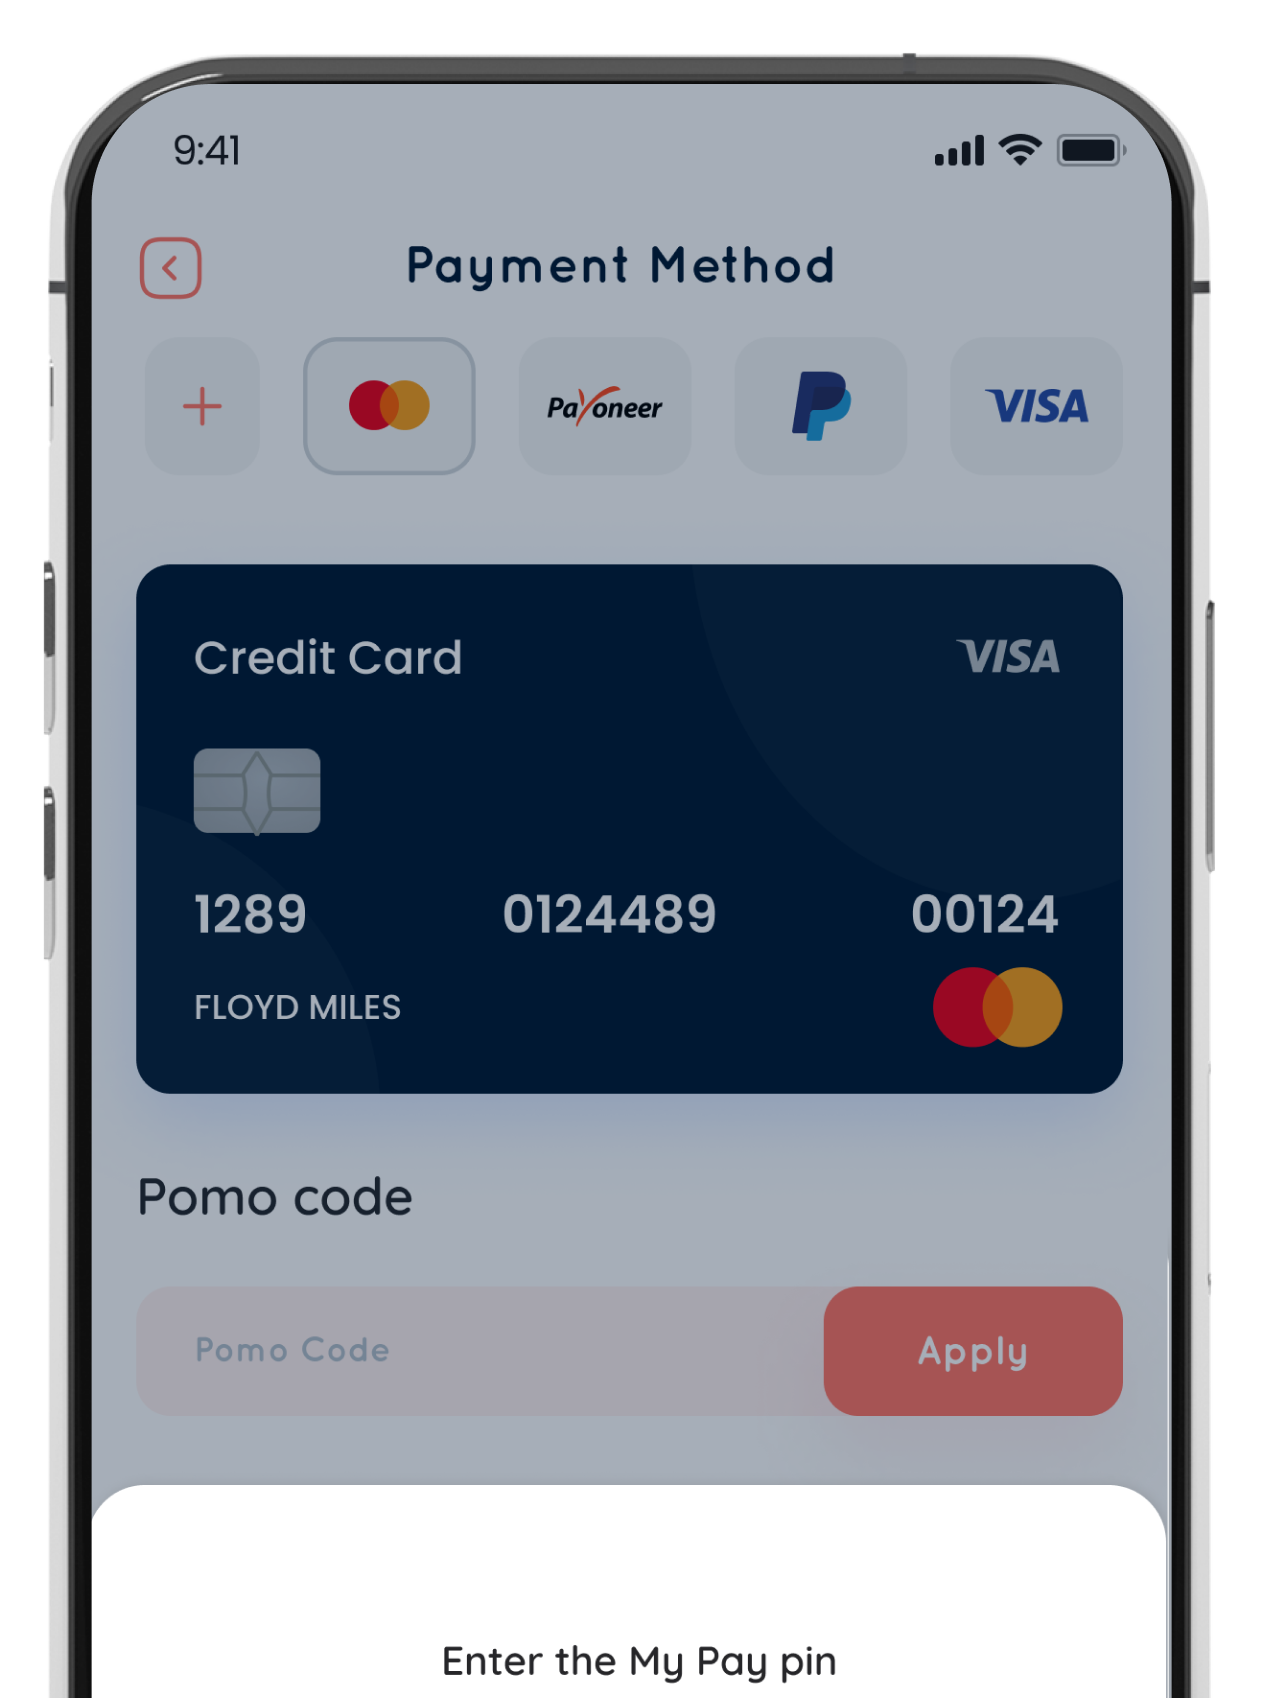 9:41
Payment Method
Payoneer VISA
Credit Card VISA
1289 0124489 00124
FLOYD MILES
Pomo code
Pomo Code Apply
Enter the My Pay pin